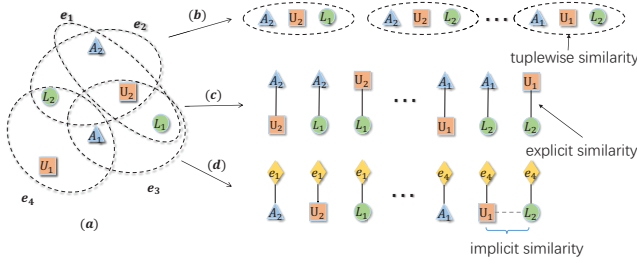 e1
e2
A2
L2
U2
L1
A1
U1
e3
e4
(a)
(b)
A2 U2 L1 A2 U2 L2 ... A1 U1 L2
tuplewise similarity
(c)
A2 A2 U2 ... A1 A1 U1
U2 L1 L1 U1 L2 L2
explicit similarity
(d)
e1 e1 e1 ... e4 e4 e4
A2 U2 L1 A1 U1 L2
implicit similarity